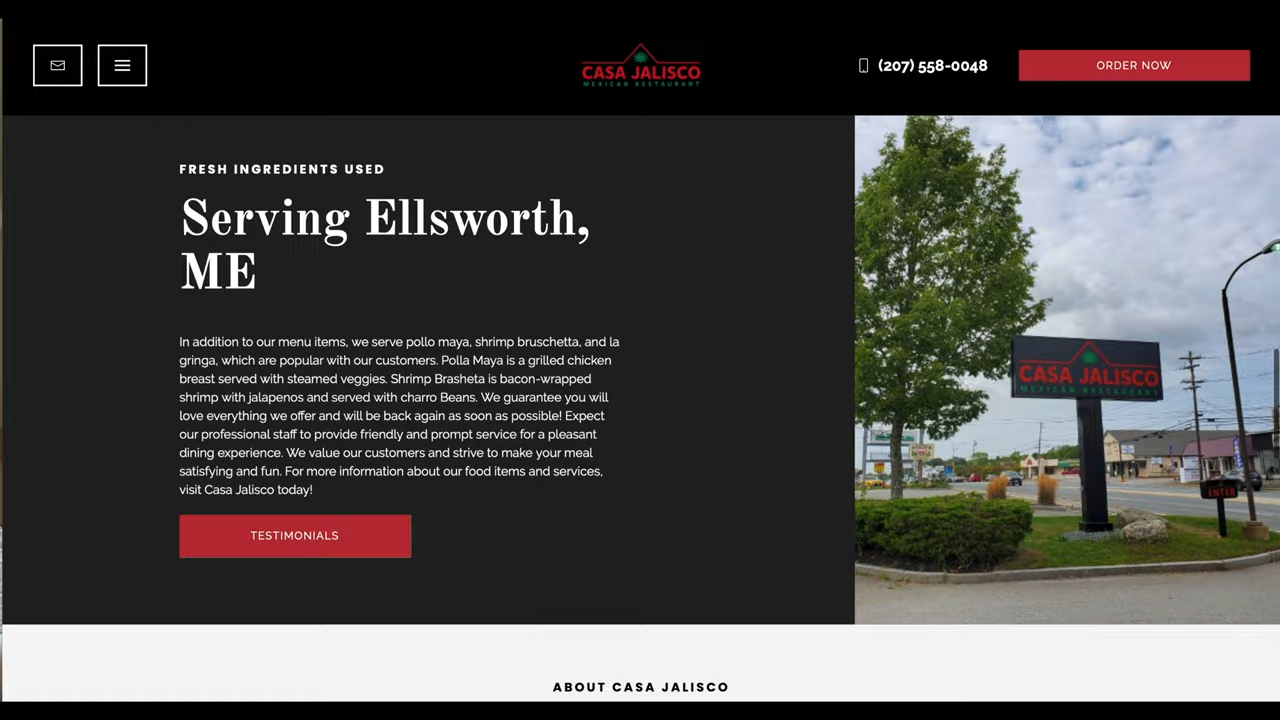 CASA JALISCO
MEXICAN RESTAURANT
(207) 558-0048
ORDER NOW
FRESH INGREDIENTS USED
Serving Ellsworth,
ME
In addition to our menu items, we serve pollo maya, shrimp bruschetta, and la
gringa, which are popular with our customers. Polla Maya is a grilled chicken
breast served with steamed veggies. Shrimp Brasheta is bacon-wrapped
shrimp with jalapenos and served with charro Beans. We guarantee you will
love everything we offer and will be back again as soon as possible! Expect
our professional staff to provide friendly and prompt service for a pleasant
dining experience. We value our customers and strive to make your meal
satisfying and fun. For more information about our food items and services,
visit Casa Jalisco today!
TESTIMONIALS
CASA JALISCO
MEXICAN RESTAURANT
ENTER
ABOUT CASA JALISCO